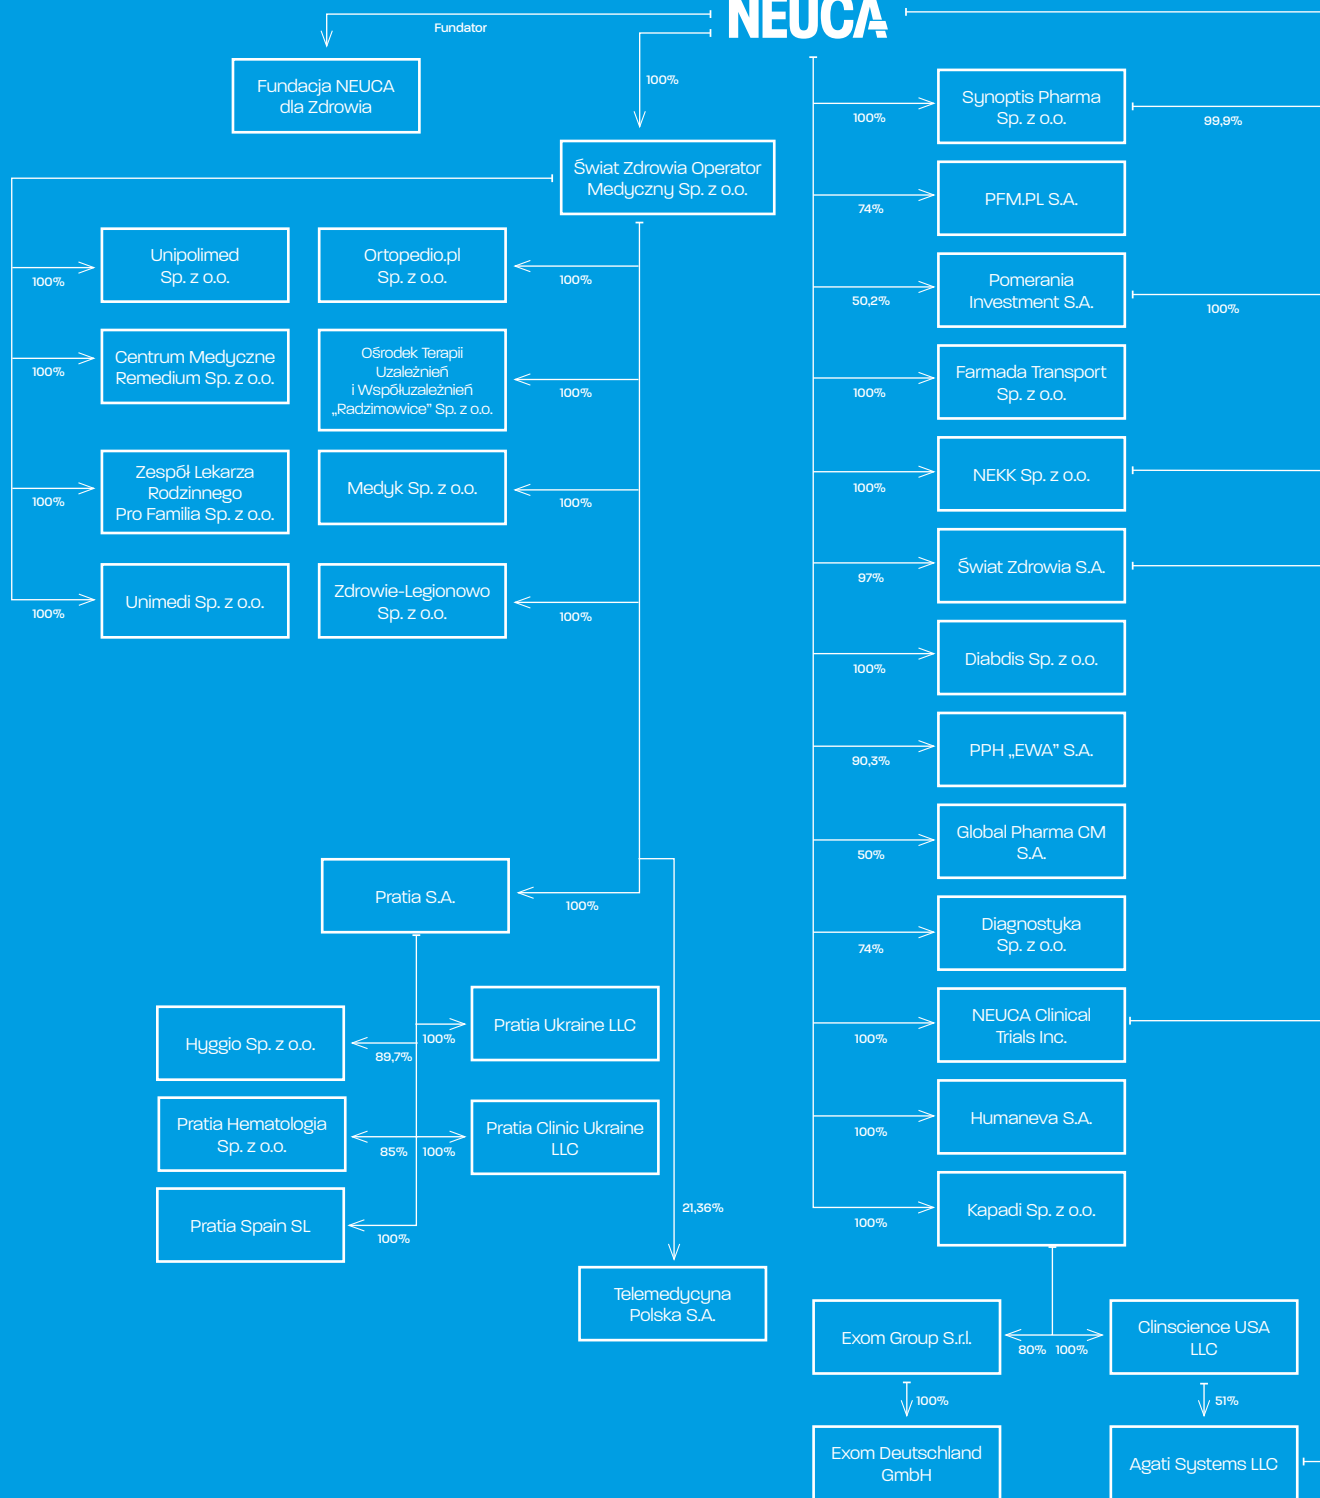 NEUCA
Fundator
Fundacja NEUCA
dla Zdrowia
100%
Świat Zdrowia Operator
Medyczny Sp. z o.o.
100%
Unipolimed
Sp. z o.o.
Ortopedio.pl
Sp. z o.o.
100%
100%
Centrum Medyczne
Remedium Sp. z o.o.
Ośrodek Terapii
Uzależnień
i Współuzależnień
„Radzimowice” Sp. z o.o.
100%
100%
Zespół Lekarza
Rodzinnego
Pro Familia Sp. z o.o.
Medyk Sp. z o.o.
100%
100%
Unimedi Sp. z o.o.
Zdrowie-Legionowo
Sp. z o.o.
100%
Pratia S.A.
100%
Hyggio Sp. z o.o.
89,7%
100%
Pratia Ukraine LLC
Pratia Hematologia
Sp. z o.o.
85%
100%
Pratia Clinic Ukraine
LLC
Pratia Spain SL
100%
21,36%
Telemedycyna
Polska S.A.
100%
Synoptis Pharma
Sp. z o.o.
99,9%
74%
PFM.PL S.A.
50,2%
Pomerania
Investment S.A.
100%
100%
Farmada Transport
Sp. z o.o.
100%
NEKK Sp. z o.o.
97%
Świat Zdrowia S.A.
100%
Diabdis Sp. z o.o.
90,3%
PPH „EWA” S.A.
50%
Global Pharma CM
S.A.
74%
Diagnostyka
Sp. z o.o.
100%
NEUCA Clinical
Trials Inc.
100%
Humaneva S.A.
100%
Kapadi Sp. z o.o.
Exom Group S.r.l.
80%
100%
Clinscience USA
LLC
100%
51%
Exom Deutschland
GmbH
Agati Systems LLC